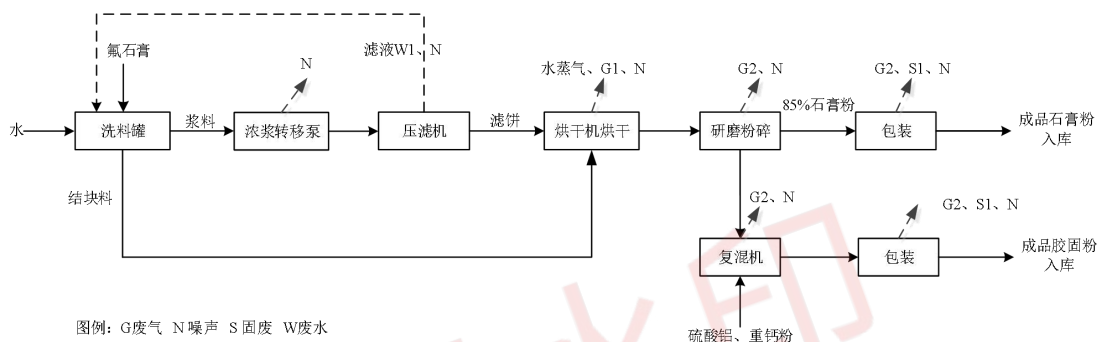 氟石膏
滤液W1、N
N
水蒸气、G1、N
G2、N
G2、S1、N
水
洗料罐
浆料
浓浆转移泵
压滤机
滤饼
烘干机烘干
研磨粉碎
85%石膏粉
包装
成品石膏粉
入库
结块料
G2、N
G2、S1、N
复混机
包装
成品胶固粉
入库
硫酸铝、重钙粉
图例：G废气 N噪声 S固废 W废水
水印